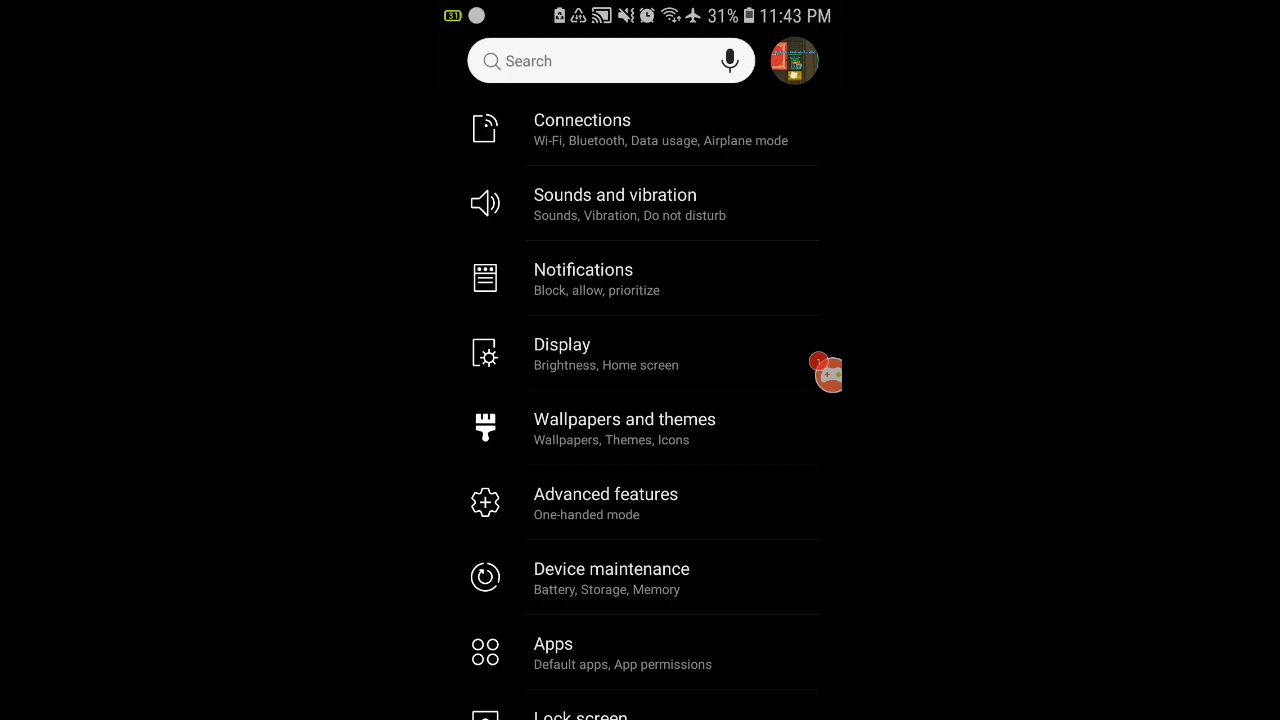 31 31% 11:43 PM
Search
Connections
Wi-Fi, Bluetooth, Data usage, Airplane mode
Sounds and vibration
Sounds, Vibration, Do not disturb
Notifications
Block, allow, prioritize
Display
Brightness, Home screen
1
Wallpapers and themes
Wallpapers, Themes, Icons
Advanced features
One-handed mode
Device maintenance
Battery, Storage, Memory
Apps
Default apps, App permissions
Lock screen